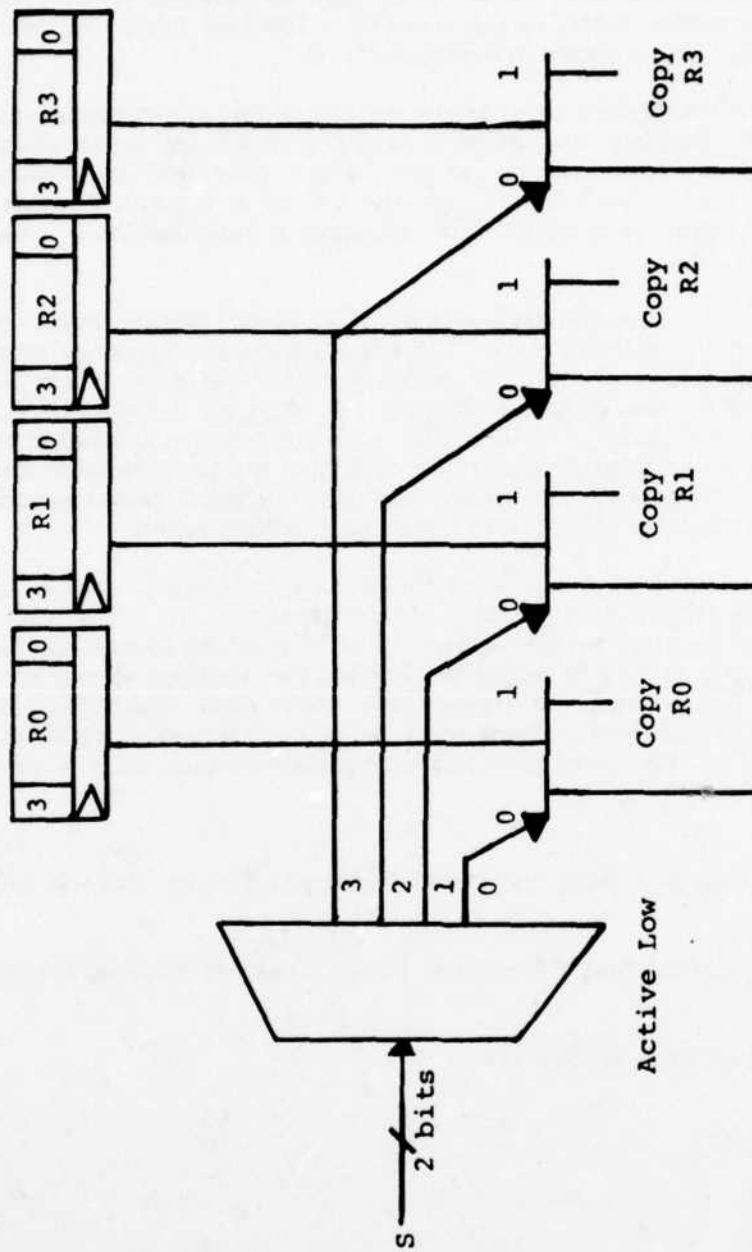 3 R0 0 3 R1 0 3 R2 0 3 R3 0
3
2
1
0
S
2 bits
Active Low
0 1 0 1 0 1 0 1
Copy R0
Copy R1
Copy R2
Copy R3